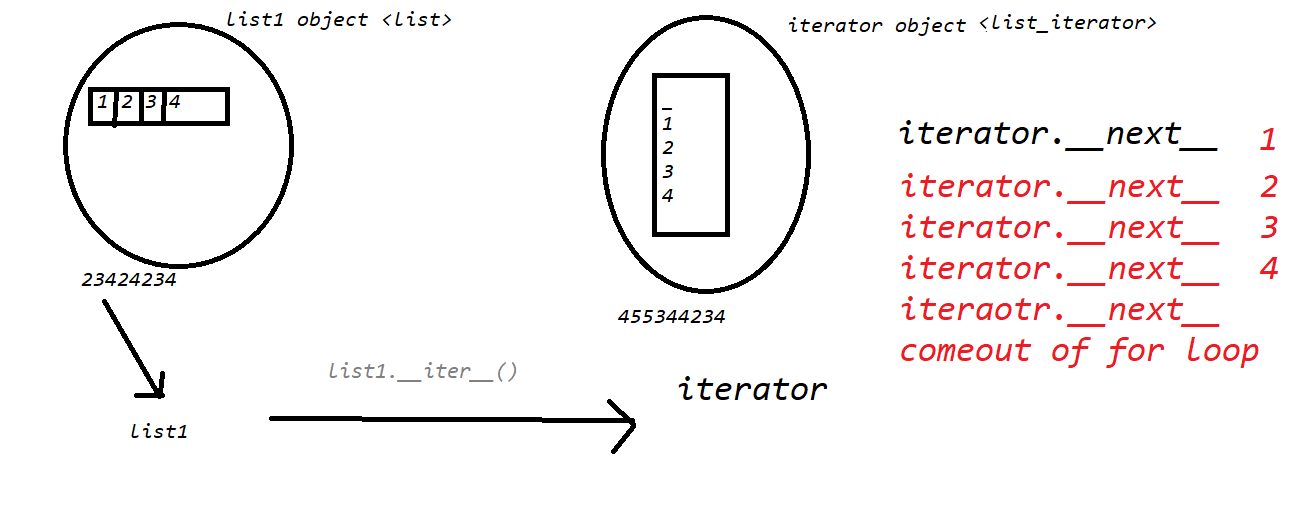 list1 object <list>
1 2 3 4
23424234
list1
list1.__iter__()
iterator object <list_iterator>
_
1
2
3
4
455344234
iterator
iterator.__next__ 1
iterator.__next__ 2
iterator.__next__ 3
iterator.__next__ 4
iteraotr.__next__
comeout of for loop